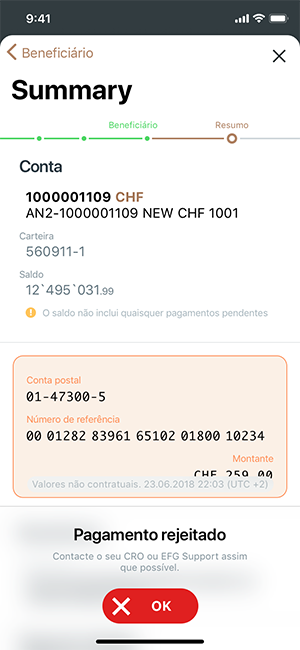 9:41
Beneficiário
Summary
Beneficiário
Resumo
Conta
1000001109 CHF
AN2-1000001109 NEW CHF 1001
Carteira
560911-1
Saldo
12`495`031.99
O saldo não inclui quaisquer pagamentos pendentes
Conta postal
01-47300-5
Número de referência
00 01282 83961 65102 01800 10234
Montante
CHF 259.00
Valores não contratuais. 23.06.2018 22:03 (UTC +2)
Pagamento rejeitado
Contacte o seu CRO ou EFG Support assim
que possível.
OK